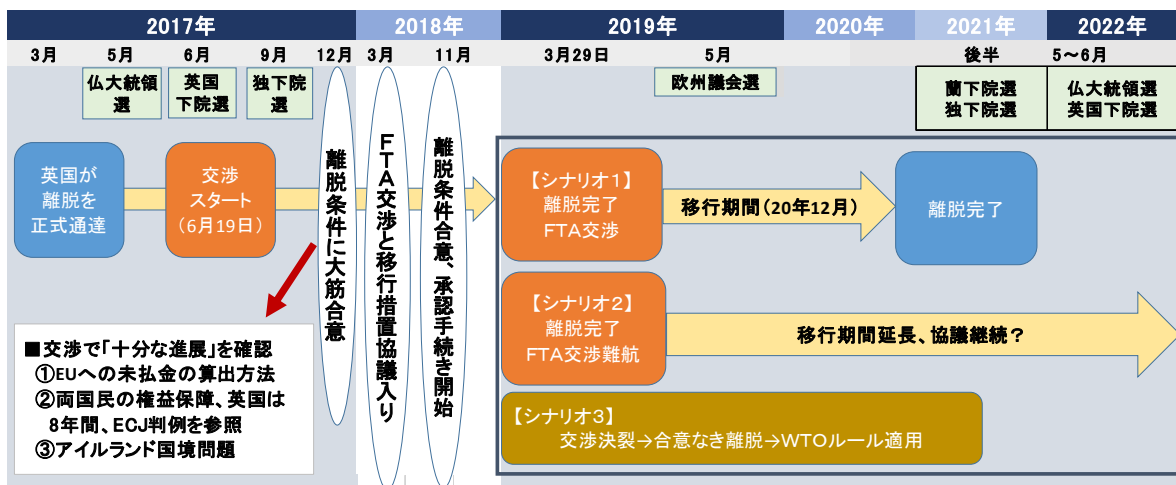 2017年
2018年
2019年
2020年
2021年
2022年
3月
5月
6月
9月
12月
3月
11月
3月29日
5月
後半
5～6月
仏大統領
選
英国
下院選
独下院
選
欧州議会選
蘭下院選
独下院選
仏大統領選
英国下院選
英国が
離脱を
正式通達
交渉
スタート
（6月19日）
離脱条件に大筋合意
ＦＴＡ交渉と移行措置協議入り
離脱条件合意、承認手続き開始
【シナリオ１】
離脱完了
ＦＴＡ交渉
移行期間（20年12月）
離脱完了
【シナリオ２】
離脱完了
ＦＴＡ交渉難航
移行期間延長、協議継続？
【シナリオ３】
交渉決裂→合意なき離脱→ＷＴＯルール適用
■交渉で「十分な進展」を確認
①EUへの未払金の算出方法
②両国民の権益保障、英国は
8年間、ECJ判例を参照
③アイルランド国境問題